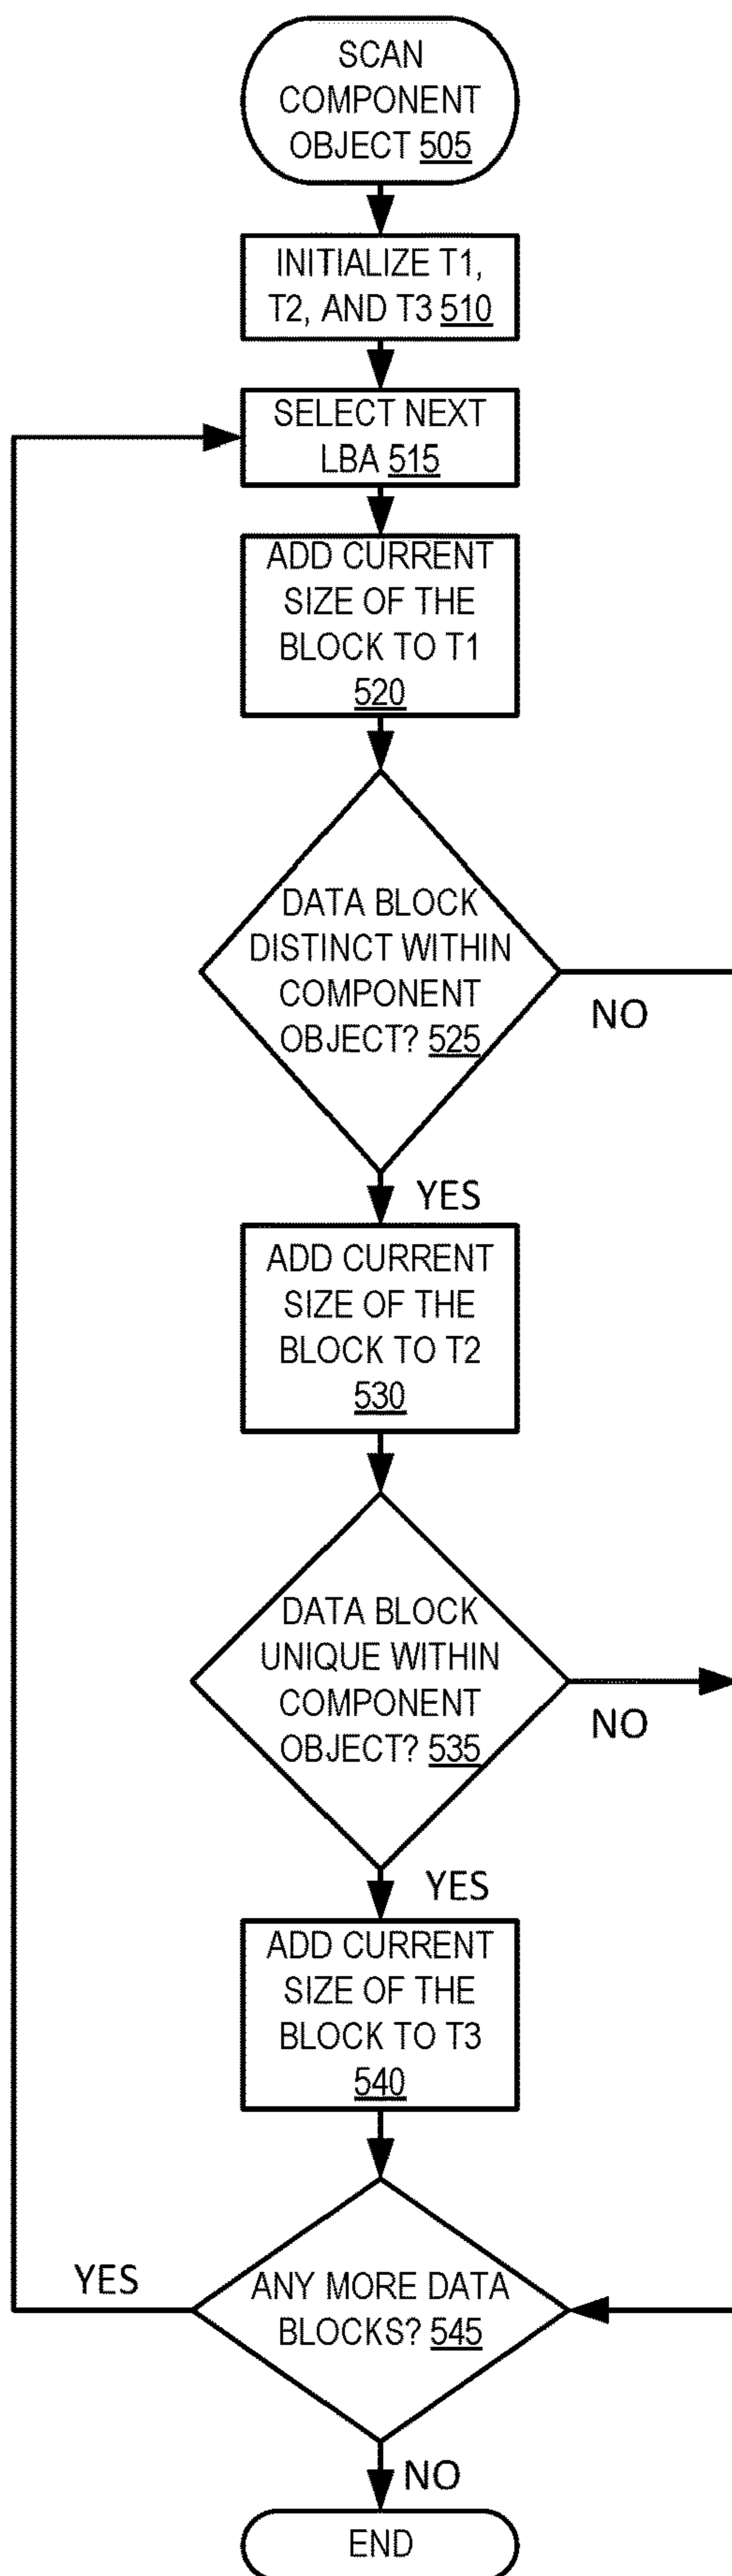 SCAN
COMPONENT
OBJECT 505
INITIALIZE T1,
T2, AND T3 510
SELECT NEXT
LBA 515
ADD CURRENT
SIZE OF THE
BLOCK TO T1
520
DATA BLOCK
DISTINCT WITHIN
COMPONENT
OBJECT? 525
NO
YES
ADD CURRENT
SIZE OF THE
BLOCK TO T2
530
DATA BLOCK
UNIQUE WITHIN
COMPONENT
OBJECT? 535
NO
YES
ADD CURRENT
SIZE OF THE
BLOCK TO T3
540
YES
ANY MORE DATA
BLOCKS? 545
NO
END